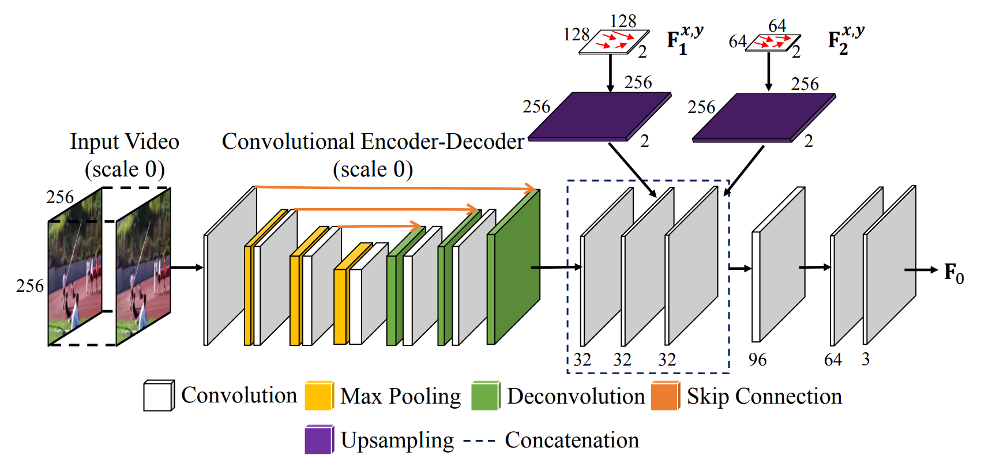 128
128
2
F₁ˣ,ʸ
64
64
2
F₂ˣ,ʸ
256
256
2
256
256
2
Input Video
(scale 0)
Convolutional Encoder-Decoder
(scale 0)
256
256
F₀
32
32
32
96
64
3
Convolution
Max Pooling
Deconvolution
Skip Connection
Upsampling
Concatenation